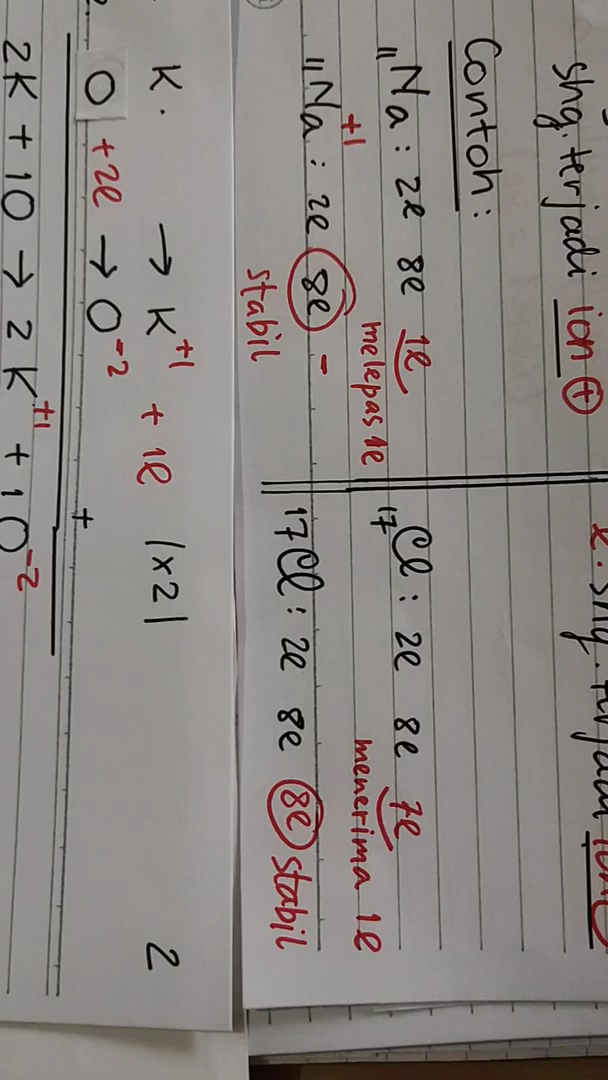 shg. terjadi ion ⊕
x. shg. terjadi
Contoh:
₁₁Na : 2e 8e 1e
melepas 1e
₁₁Na⁺¹ : 2e 8e -
stabil
₁₇Cl : 2e 8e 7e
menerima 1e
₁₇Cl : 2e 8e 8e stabil
K. → K⁺¹ + 1e |x2|
2
O +2e → O⁻²
+
2K + 1O → 2K⁺¹ + 1O⁻²